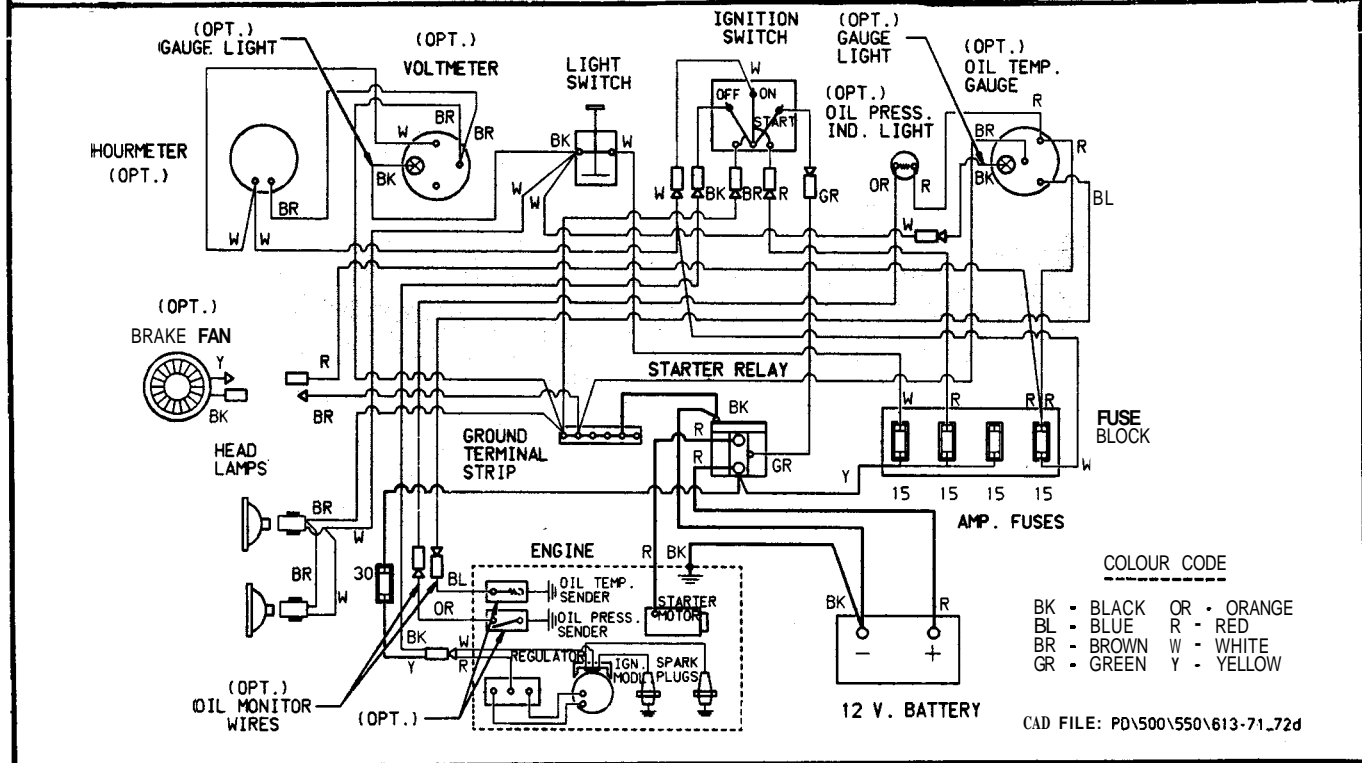 (OPT.)
GAUGE LIGHT
(OPT.)
VOLTMETER
LIGHT
SWITCH
IGNITION
SWITCH
(OPT.)
GAUGE
LIGHT
(OPT.)
OIL TEMP.
GAUGE
(OPT.)
OIL PRESS.
IND. LIGHT
HOURMETER
(OPT.)
W
BR
BR
BK
BR
W
W
BK
W
W
W
W
OFF
ON
START
W
BK
BR
R
GR
OR
R
BR
BK
R
R
BL
W
(OPT.)
BRAKE FAN
Y
BK
R
BR
STARTER RELAY
BK
R
R
GR
GROUND
TERMINAL
STRIP
W
R
R
R
Y
W
FUSE
BLOCK
15
15
15
15
AMP. FUSES
HEAD
LAMPS
BR
W
BR
W
30
BL
OR
BK
Y
W
R
ENGINE
OIL TEMP.
SENDER
OIL PRESS.
SENDER
REGULATOR
IGN.
MODU
SPARK
PLUGS
STARTER
MOTOR
R
BK
BK
R
-
+
12 V. BATTERY
(OPT.)
OIL MONITOR
WIRES
(OPT.)
COLOUR CODE
BK - BLACK OR - ORANGE
BL - BLUE R - RED
BR - BROWN W - WHITE
GR - GREEN Y - YELLOW
CAD FILE: PD\500\550\613-71_72d